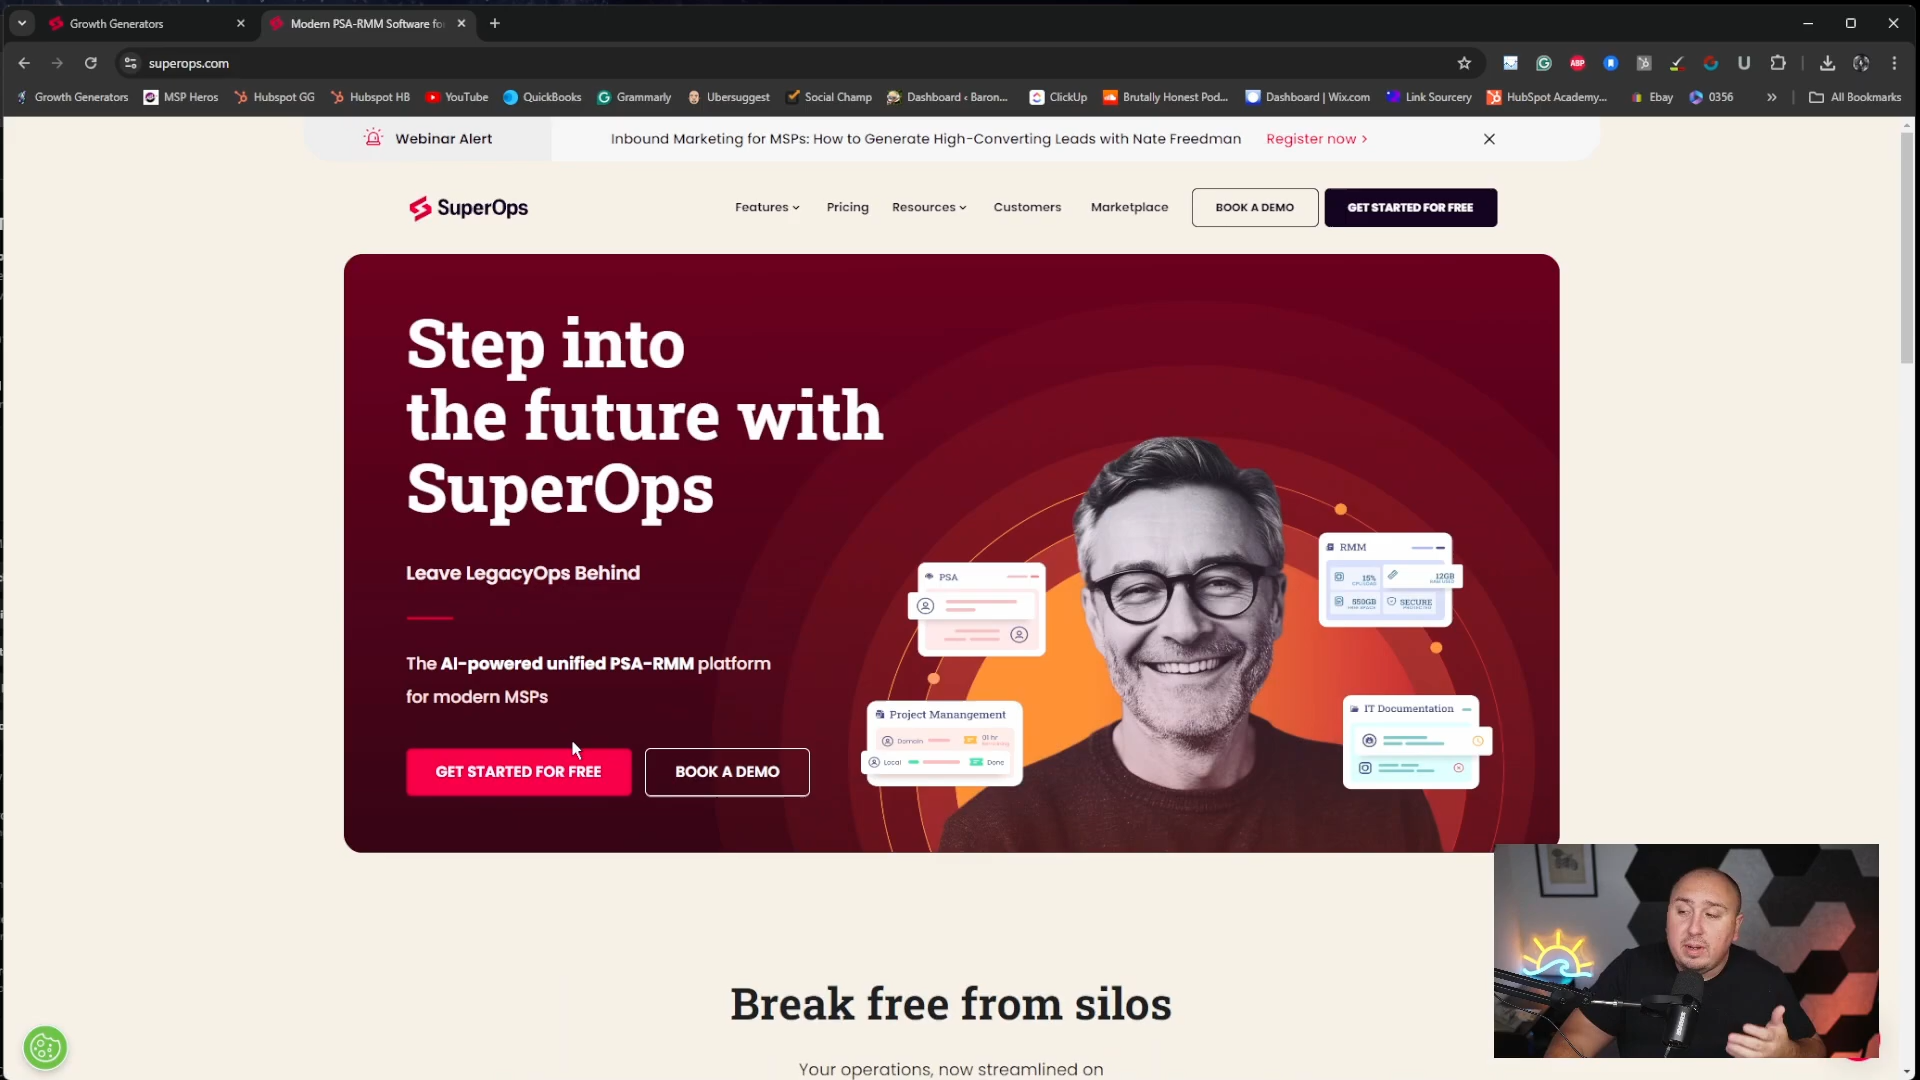 Growth Generators
Modern PSA-RMM Software fo
superops.com
Growth Generators
MSP Heros
Hubspot GG
Hubspot HB
YouTube
QuickBooks
Grammarly
Ubersuggest
Social Champ
Dashboard ‹ Baron...
ClickUp
Brutally Honest Pod...
Dashboard | Wix.com
Link Sourcery
HubSpot Academy...
Ebay
0356
»
All Bookmarks
Webinar Alert
Inbound Marketing for MSPs: How to Generate High-Converting Leads with Nate Freedman
Register now >
SuperOps
Features
Pricing
Resources
Customers
Marketplace
BOOK A DEMO
GET STARTED FOR FREE
Step into
the future with
SuperOps
Leave LegacyOps Behind
The AI-powered unified PSA-RMM platform
for modern MSPs
GET STARTED FOR FREE
BOOK A DEMO
PSA
RMM
15%
12GB
550GB
SECURE
Project Manangement
Domain
01 hr
Local
Done
IT Documentation
Break free from silos
Your operations, now streamlined on